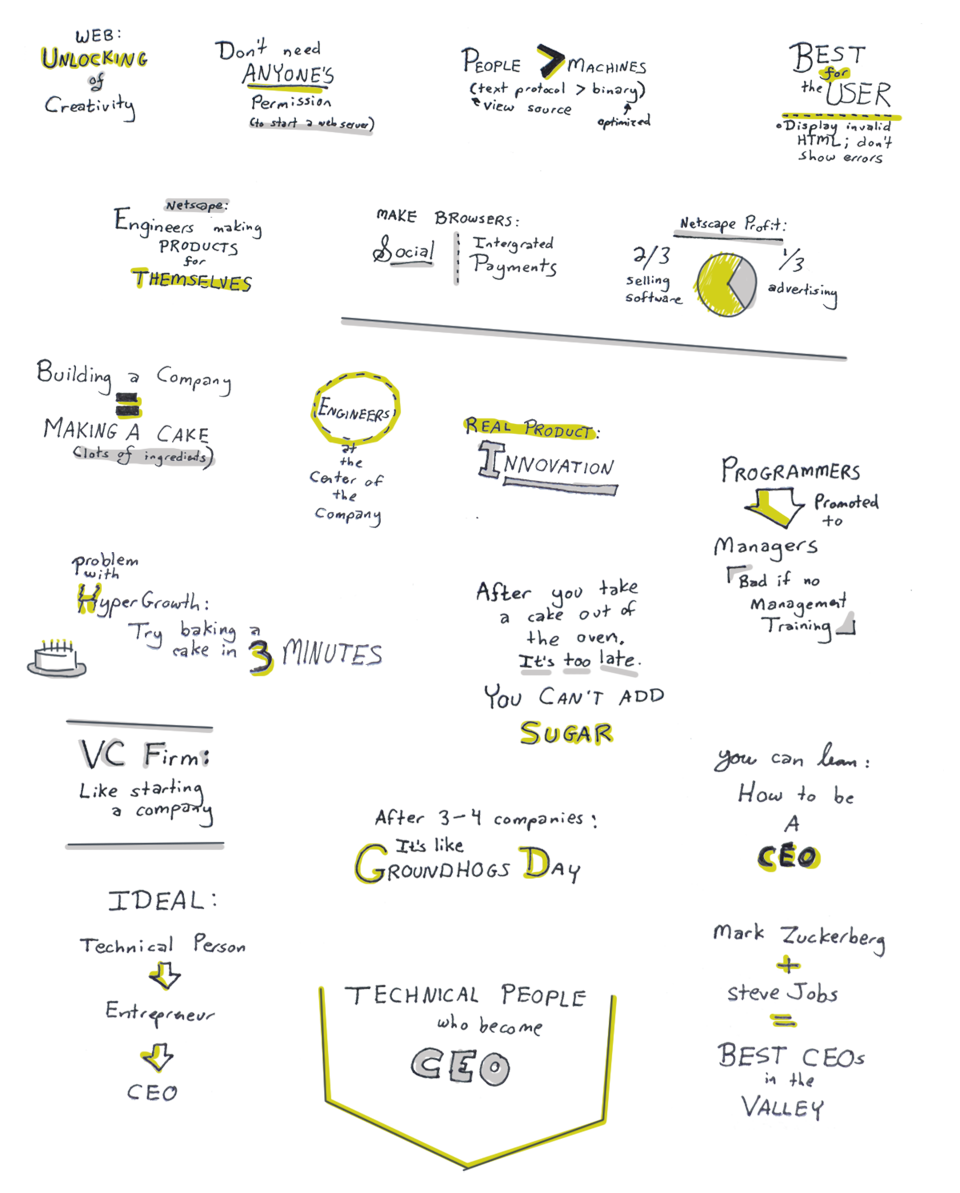 WEB:
UNLOCKING
of
Creativity
Don't need
ANYONE'S
Permission
(to start a web server)
PEOPLE > MACHINES
(text protocol > binary)
view source
optimized
BEST
for
the USER
• Display invalid
HTML; don't
show errors
Netscape:
Engineers making
PRODUCTS
for
THEMSELVES
MAKE BROWSERS:
Social
Intergrated
Payments
Netscape Profit:
2/3
selling
software
1/3
advertising
Building a Company
=
MAKING A CAKE
(lots of ingredients)
ENGINEERS
at
the
Center of
the
Company
REAL PRODUCT:
INNOVATION
PROGRAMMERS
Promoted
to
Managers
Bad if no
Management
Training
problem
with
HyperGrowth:
Try baking a
cake in 3 MINUTES
After you take
a cake out of
the oven.
It's too late.
YOU CAN'T ADD
SUGAR
VC Firm:
Like starting
a company
After 3-4 companies:
It's like
GROUNDHOGS DAY
you can learn:
How to be
A
CEO
IDEAL:
Technical Person
Entrepreneur
CEO
TECHNICAL PEOPLE
who become
CEO
Mark Zuckerberg
+
Steve Jobs
=
BEST CEOs
in the
VALLEY